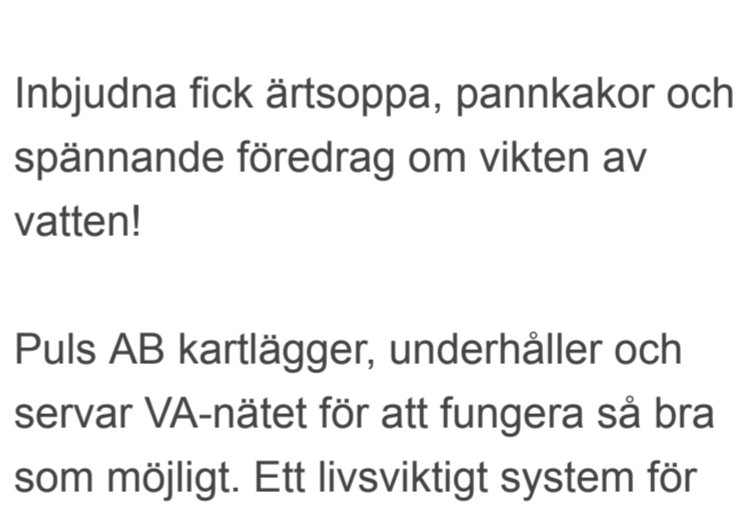 Inbjudna fick ärtsoppa, pannkakor och
spännande föredrag om vikten av
vatten!
Puls AB kartlägger, underhåller och
servar VA-nätet för att fungera så bra
som möjligt. Ett livsviktigt system för